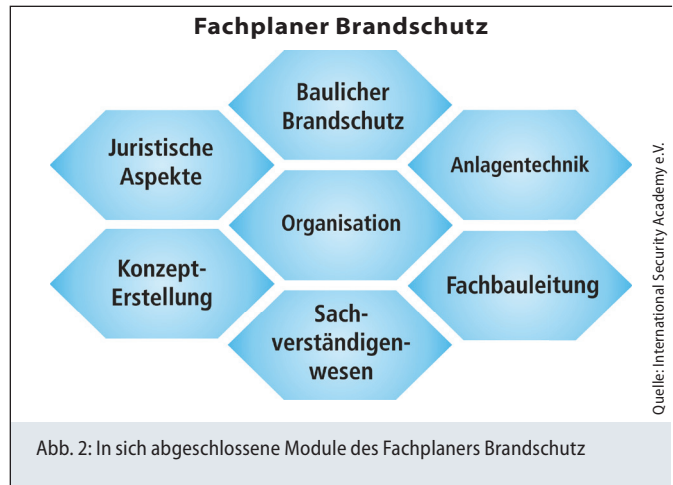 Fachplaner Brandschutz
Baulicher
Brandschutz
Juristische
Aspekte
Anlagentechnik
Organisation
Konzept-
Erstellung
Fachbauleitung
Sach-
verständigen-
wesen
Quelle: International Security Academy e.V.
Abb. 2: In sich abgeschlossene Module des Fachplaners Brandschutz